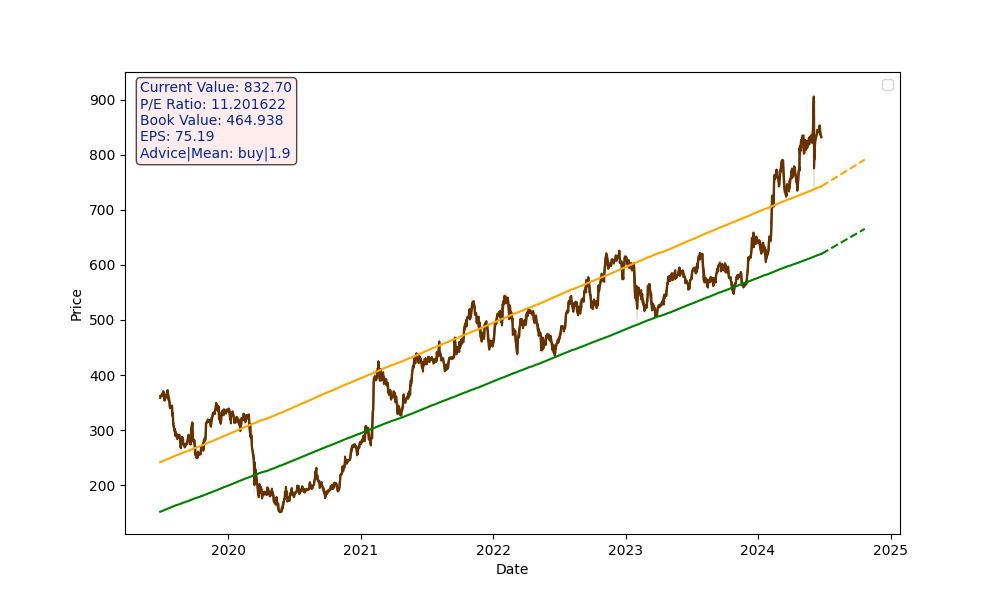 Current Value: 832.70
P/E Ratio: 11.201622
Book Value: 464.938
EPS: 75.19
Advice|Mean: buy|1.9
900
800
700
600
500
400
300
200
Price
2020
2021
2022
2023
2024
2025
Date